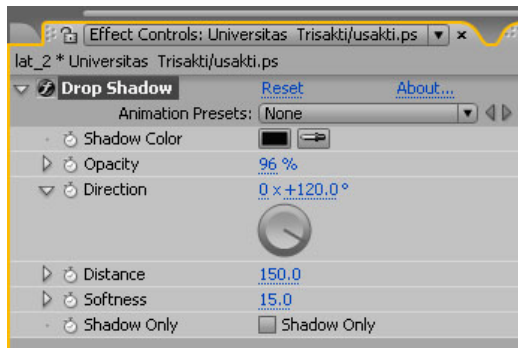 Effect Controls: Universitas Trisakti/usakti.ps
lat_2 * Universitas Trisakti/usakti.ps
Drop Shadow Reset About...
Animation Presets: None
Shadow Color
Opacity 96 %
Direction 0 x +120.0°
Distance 150.0
Softness 15.0
Shadow Only Shadow Only